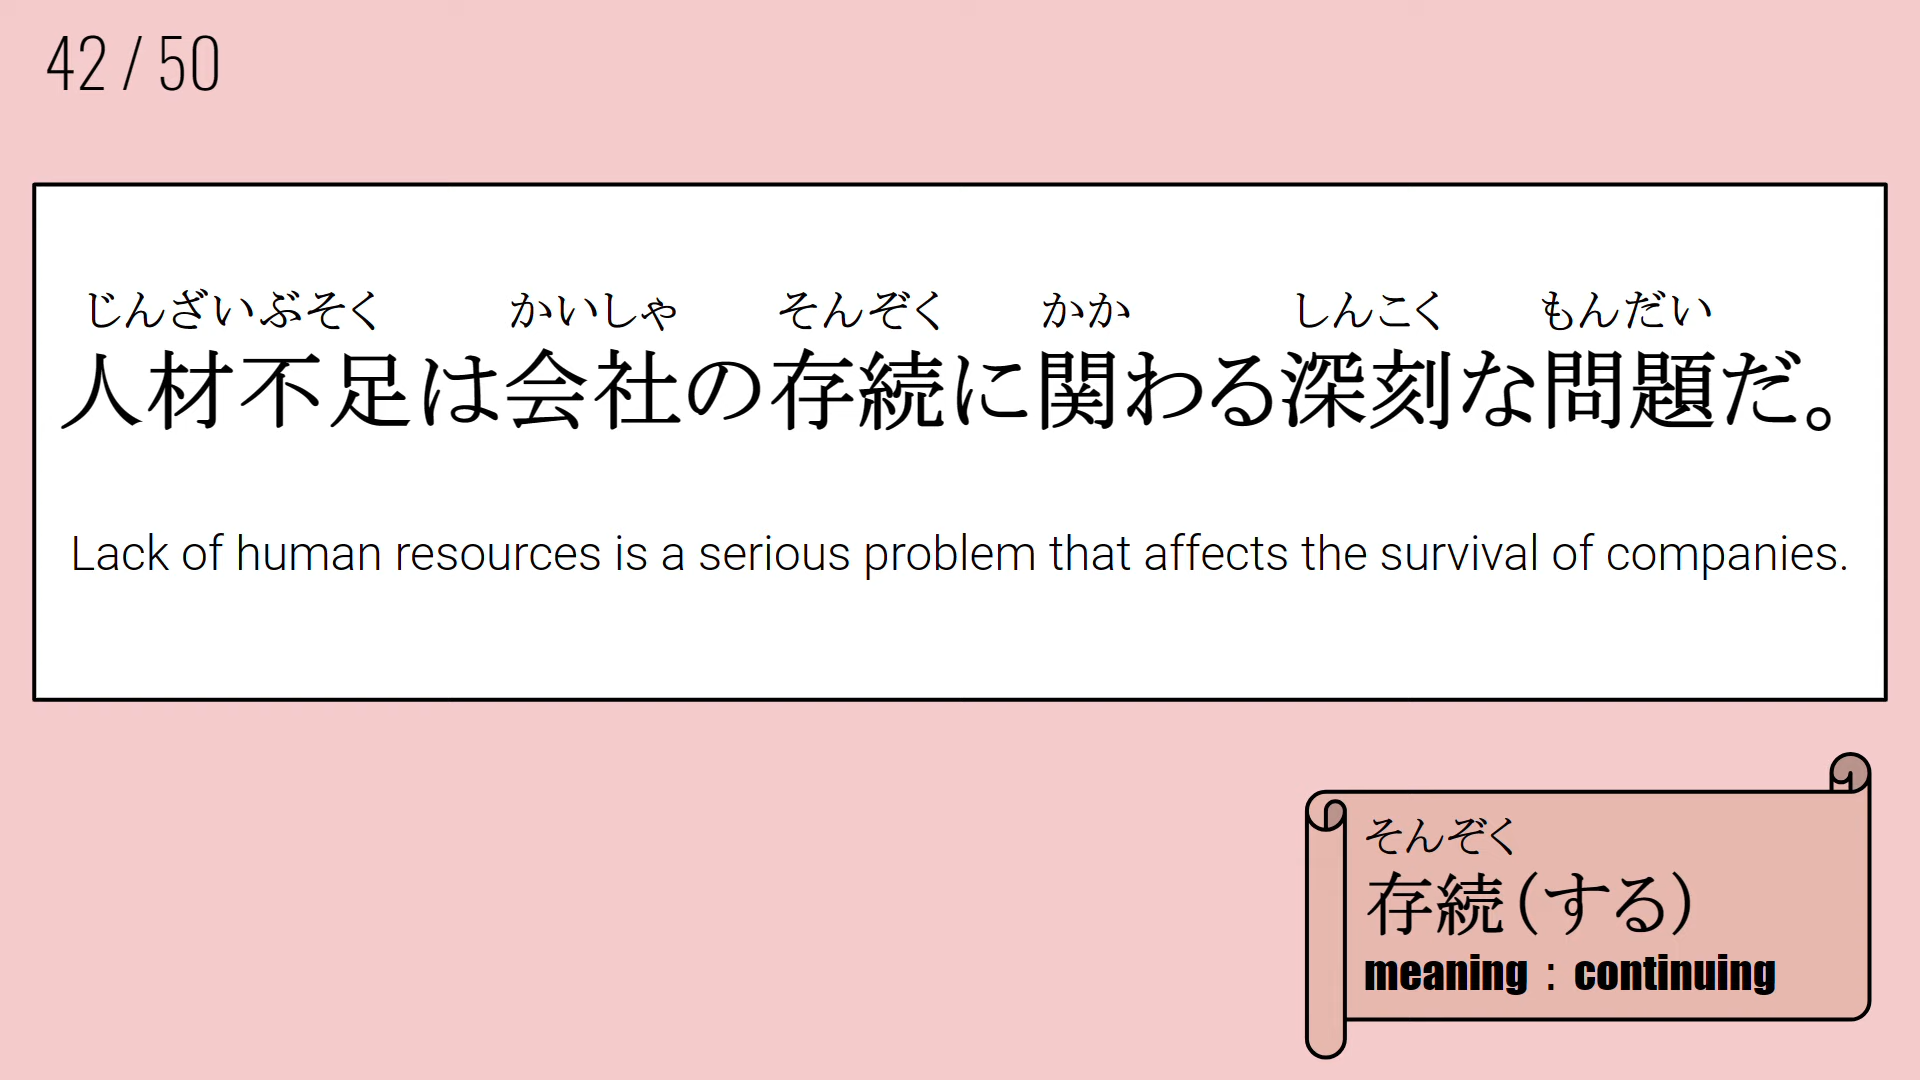 42 / 50
じんざいぶそく かいしゃ そんぞく かか しんこく もんだい
人材不足は会社の存続に関わる深刻な問題だ。
Lack of human resources is a serious problem that affects the survival of companies.
そんぞく
存続(する)
meaning : continuing